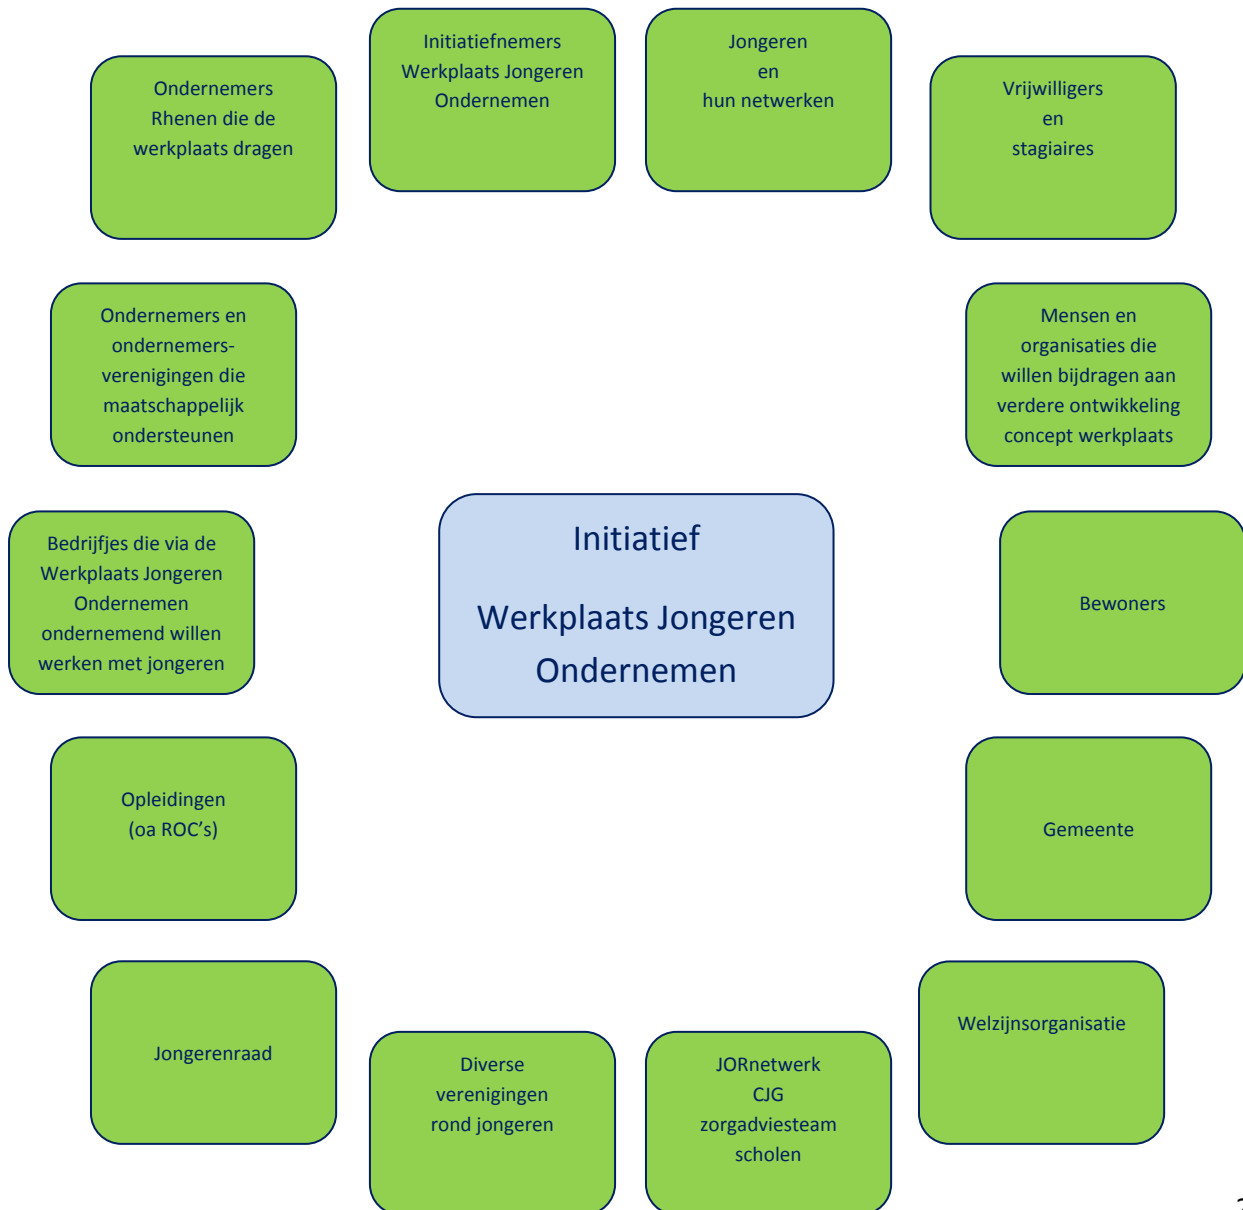 Initiatiefnemers
Werkplaats Jongeren
Ondernemen
Jongeren
en
hun netwerken
Ondernemers
Rhenen die de
werkplaats dragen
Vrijwilligers
en
stagiaires
Ondernemers en
ondernemers-
verenigingen die
maatschappelijk
ondersteunen
Mensen en
organisaties die
willen bijdragen aan
verdere ontwikkeling
concept werkplaats
Initiatief
Werkplaats Jongeren
Ondernemen
Bedrijfjes die via de
Werkplaats Jongeren
Ondernemen
ondernemend willen
werken met jongeren
Bewoners
Opleidingen
(oa ROC’s)
Gemeente
Jongerenraad
Welzijnsorganisatie
Diverse
verenigingen
rond jongeren
JORnetwerk
CJG
zorgadviesteam
scholen